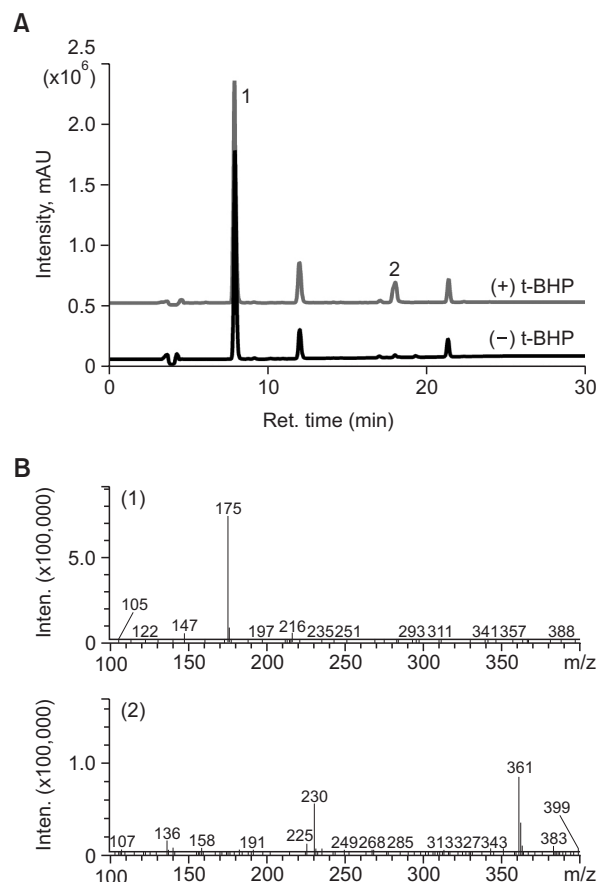 A
2.5
(x10⁶)
2.0
1.5
1.0
0.5
0
Intensity, mAU
1
2
(+) t-BHP
(−) t-BHP
0 10 20 30
Ret. time (min)
B
(1)
Inten. (x100,000)
5.0
0
175
105
122 147 197 216 235 251 293 311 341 357 388
100 150 200 250 300 350 m/z
(2)
Inten. (x100,000)
1.0
0
361
230
399
107 136 158 191 225 249 268 285 313 327 343 383
100 150 200 250 300 350 m/z